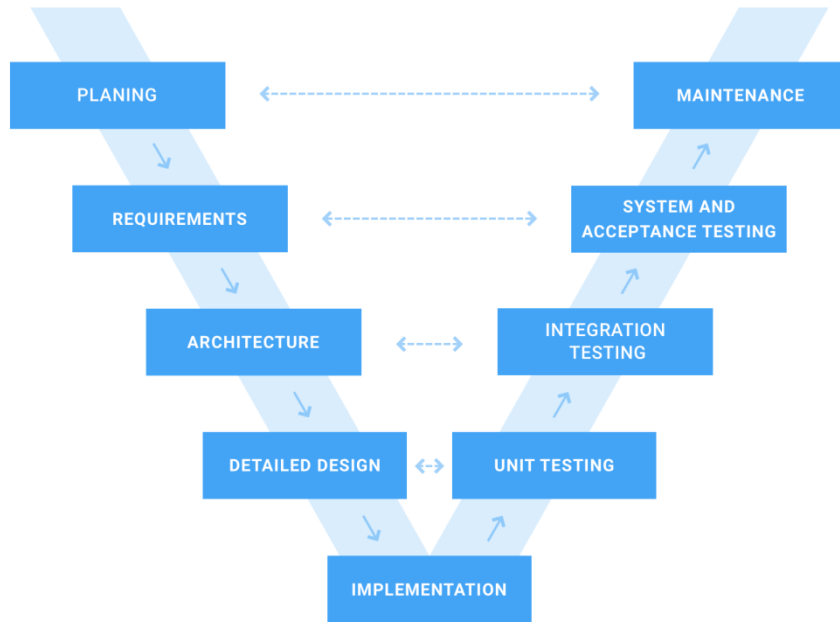 PLANING
MAINTENANCE
REQUIREMENTS
SYSTEM AND
ACCEPTANCE TESTING
ARCHITECTURE
INTEGRATION
TESTING
DETAILED DESIGN
UNIT TESTING
IMPLEMENTATION